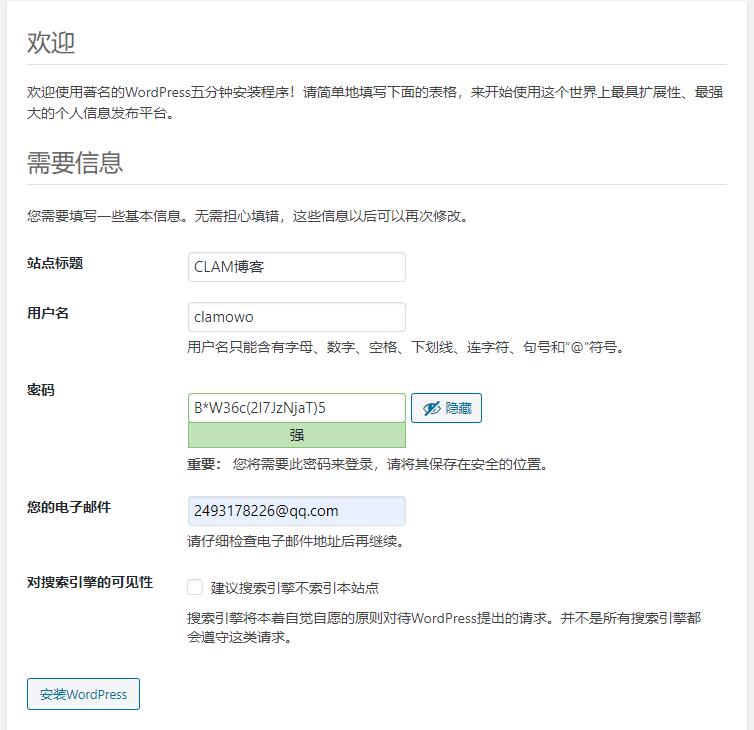 欢迎
欢迎使用著名的WordPress五分钟安装程序！请简单地填写下面的表格，来开始使用这个世界上最具扩展性、最强
大的个人信息发布平台。
需要信息
您需要填写一些基本信息。无需担心填错，这些信息以后可以再次修改。
站点标题
CLAM博客
用户名
clamowo
用户名只能含有字母、数字、空格、下划线、连字符、句号和“@”符号。
密码
B*W36c(2I7JzNjaT)5
隐藏
强
重要： 您将需要此密码来登录，请将其保存在安全的位置。
您的电子邮件
2493178226@qq.com
请仔细检查电子邮件地址后再继续。
对搜索引擎的可见性
建议搜索引擎不索引本站点
搜索引擎将本着自觉自愿的原则对待WordPress提出的请求。并不是所有搜索引擎都
会遵守这类请求。
安装WordPress